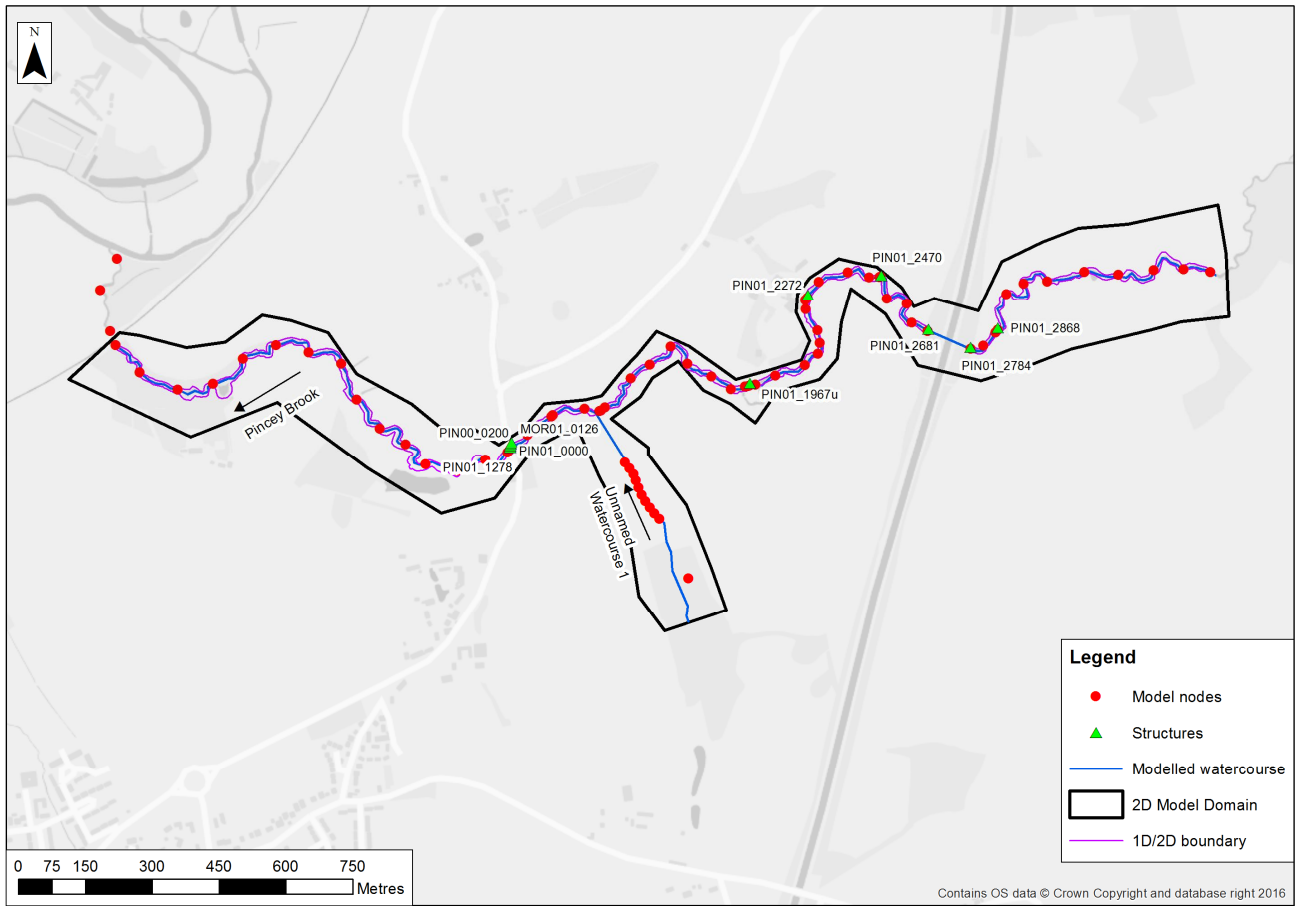 N
PIN01_2470
PIN01_2272
PIN01_2868
PIN01_2681
PIN01_2784
PIN01_1967u
Pincey Brook
PIN00_0200
MOR01_0126
PIN01_0000
PIN01_1278
Unnamed
Watercourse 1
Legend
Model nodes
Structures
Modelled watercourse
2D Model Domain
1D/2D boundary
0 75 150 300 450 600 750
Metres
Contains OS data © Crown Copyright and database right 2016